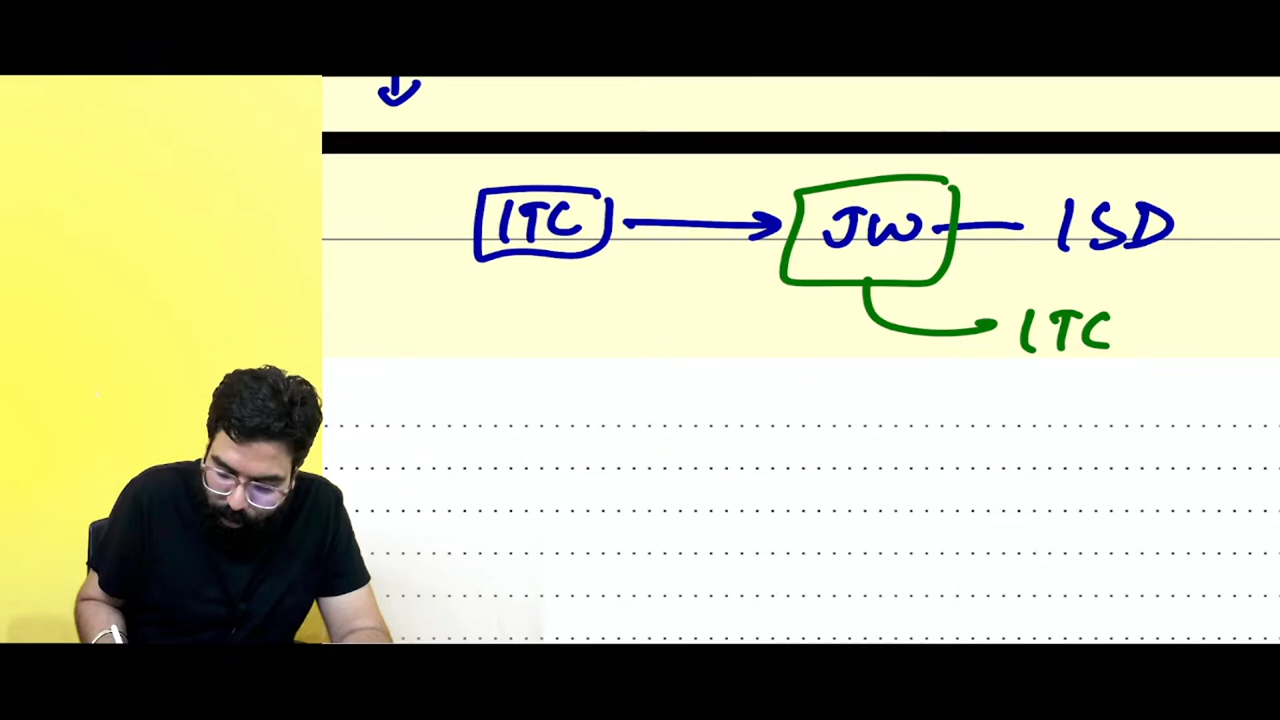 ITC → JW — ISD
ITC